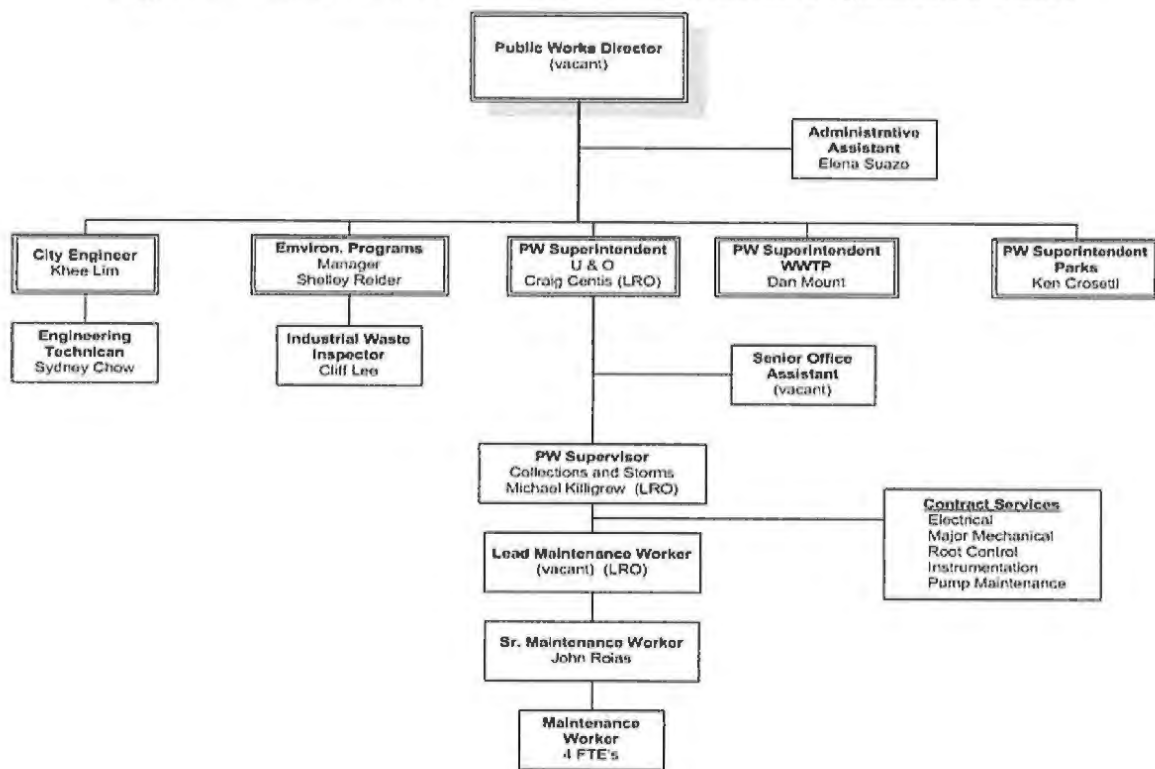 Public Works Director
(vacant)
Administrative
Assistant
Elena Suazo
City Engineer
Khee Lim
Environ. Programs
Manager
Shelley Reider
PW Superintendent
U & O
Craig Centis (LRO)
PW Superintendent
WWTP
Dan Mount
PW Superintendent
Parks
Ken Crosetti
Engineering
Technican
Sydney Chow
Industrial Waste
Inspector
Cliff Lee
Senior Office
Assistant
(vacant)
PW Supervisor
Collections and Storms
Michael Killigrew (LRO)
Contract Services
Electrical
Major Mechanical
Root Control
Instrumentation
Pump Maintenance
Lead Maintenance Worker
(vacant) (LRO)
Sr. Maintenance Worker
John Roias
Maintenance
Worker
4 FTE's